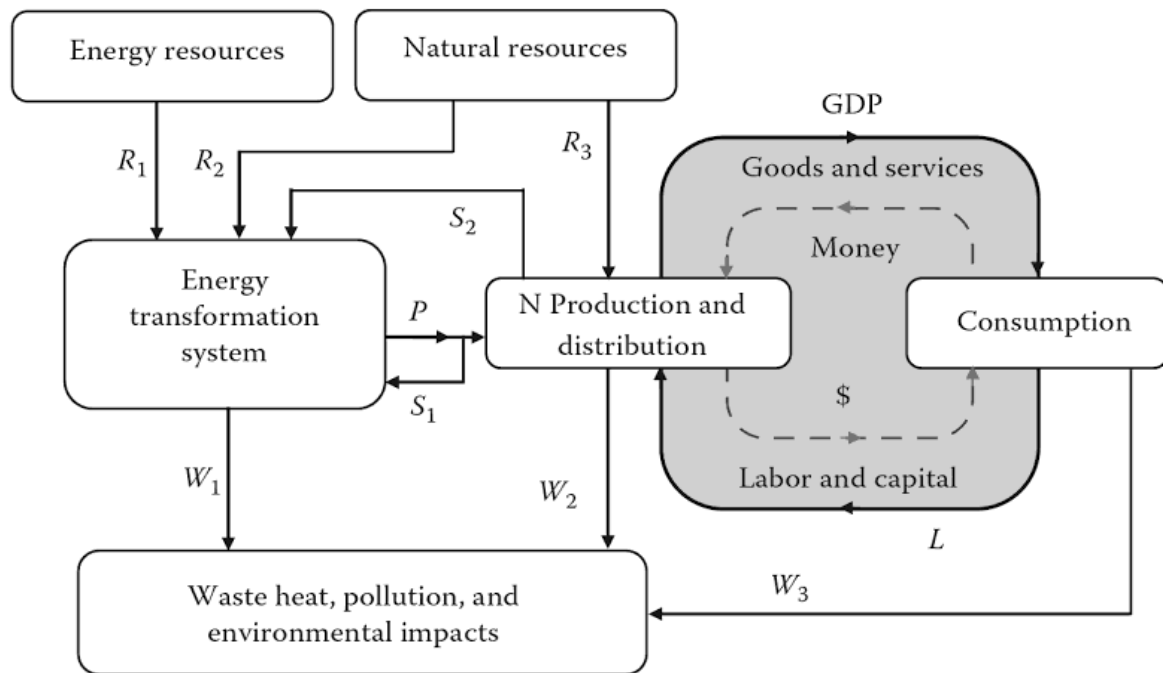 Energy resources
Natural resources
GDP
R1
R2
R3
Goods and services
S2
Money
Energy
transformation
system
P
N Production and
distribution
Consumption
S1
$
W1
W2
Labor and capital
L
W3
Waste heat, pollution, and
environmental impacts